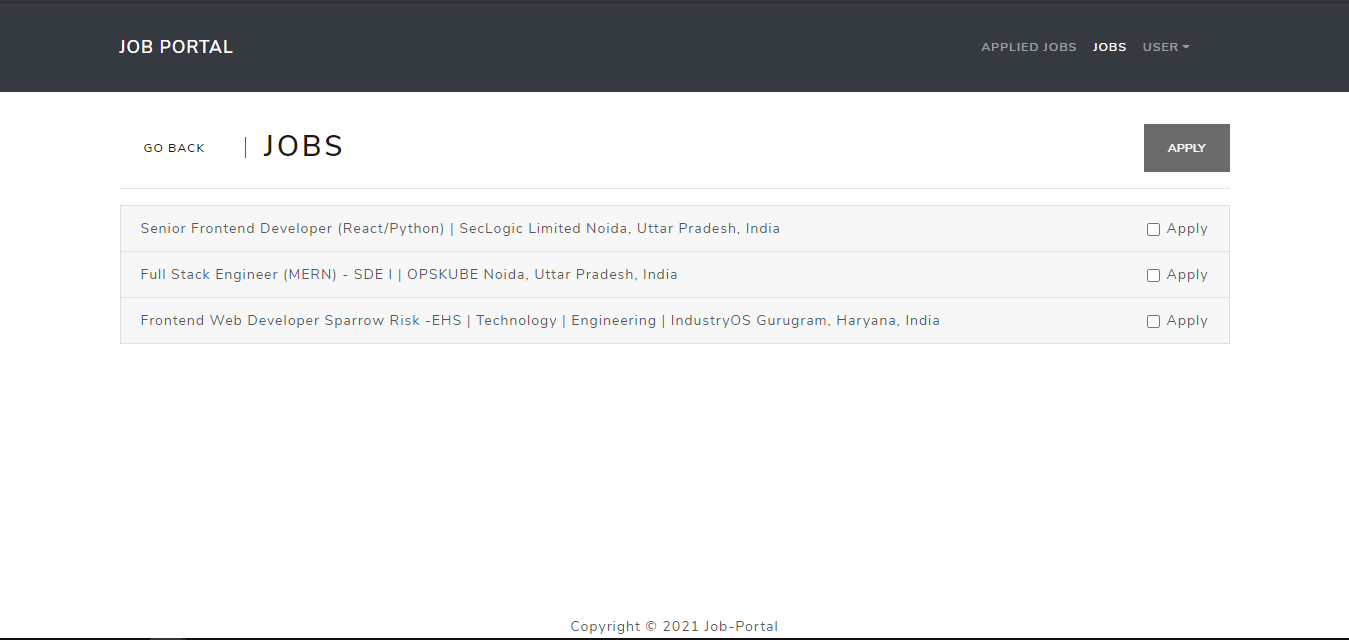 JOB PORTAL
APPLIED JOBS JOBS USER
GO BACK | JOBS
APPLY
Senior Frontend Developer (React/Python) | SecLogic Limited Noida, Uttar Pradesh, India Apply
Full Stack Engineer (MERN) - SDE I | OPSKUBE Noida, Uttar Pradesh, India Apply
Frontend Web Developer Sparrow Risk -EHS | Technology | Engineering | IndustryOS Gurugram, Haryana, India Apply
Copyright © 2021 Job-Portal